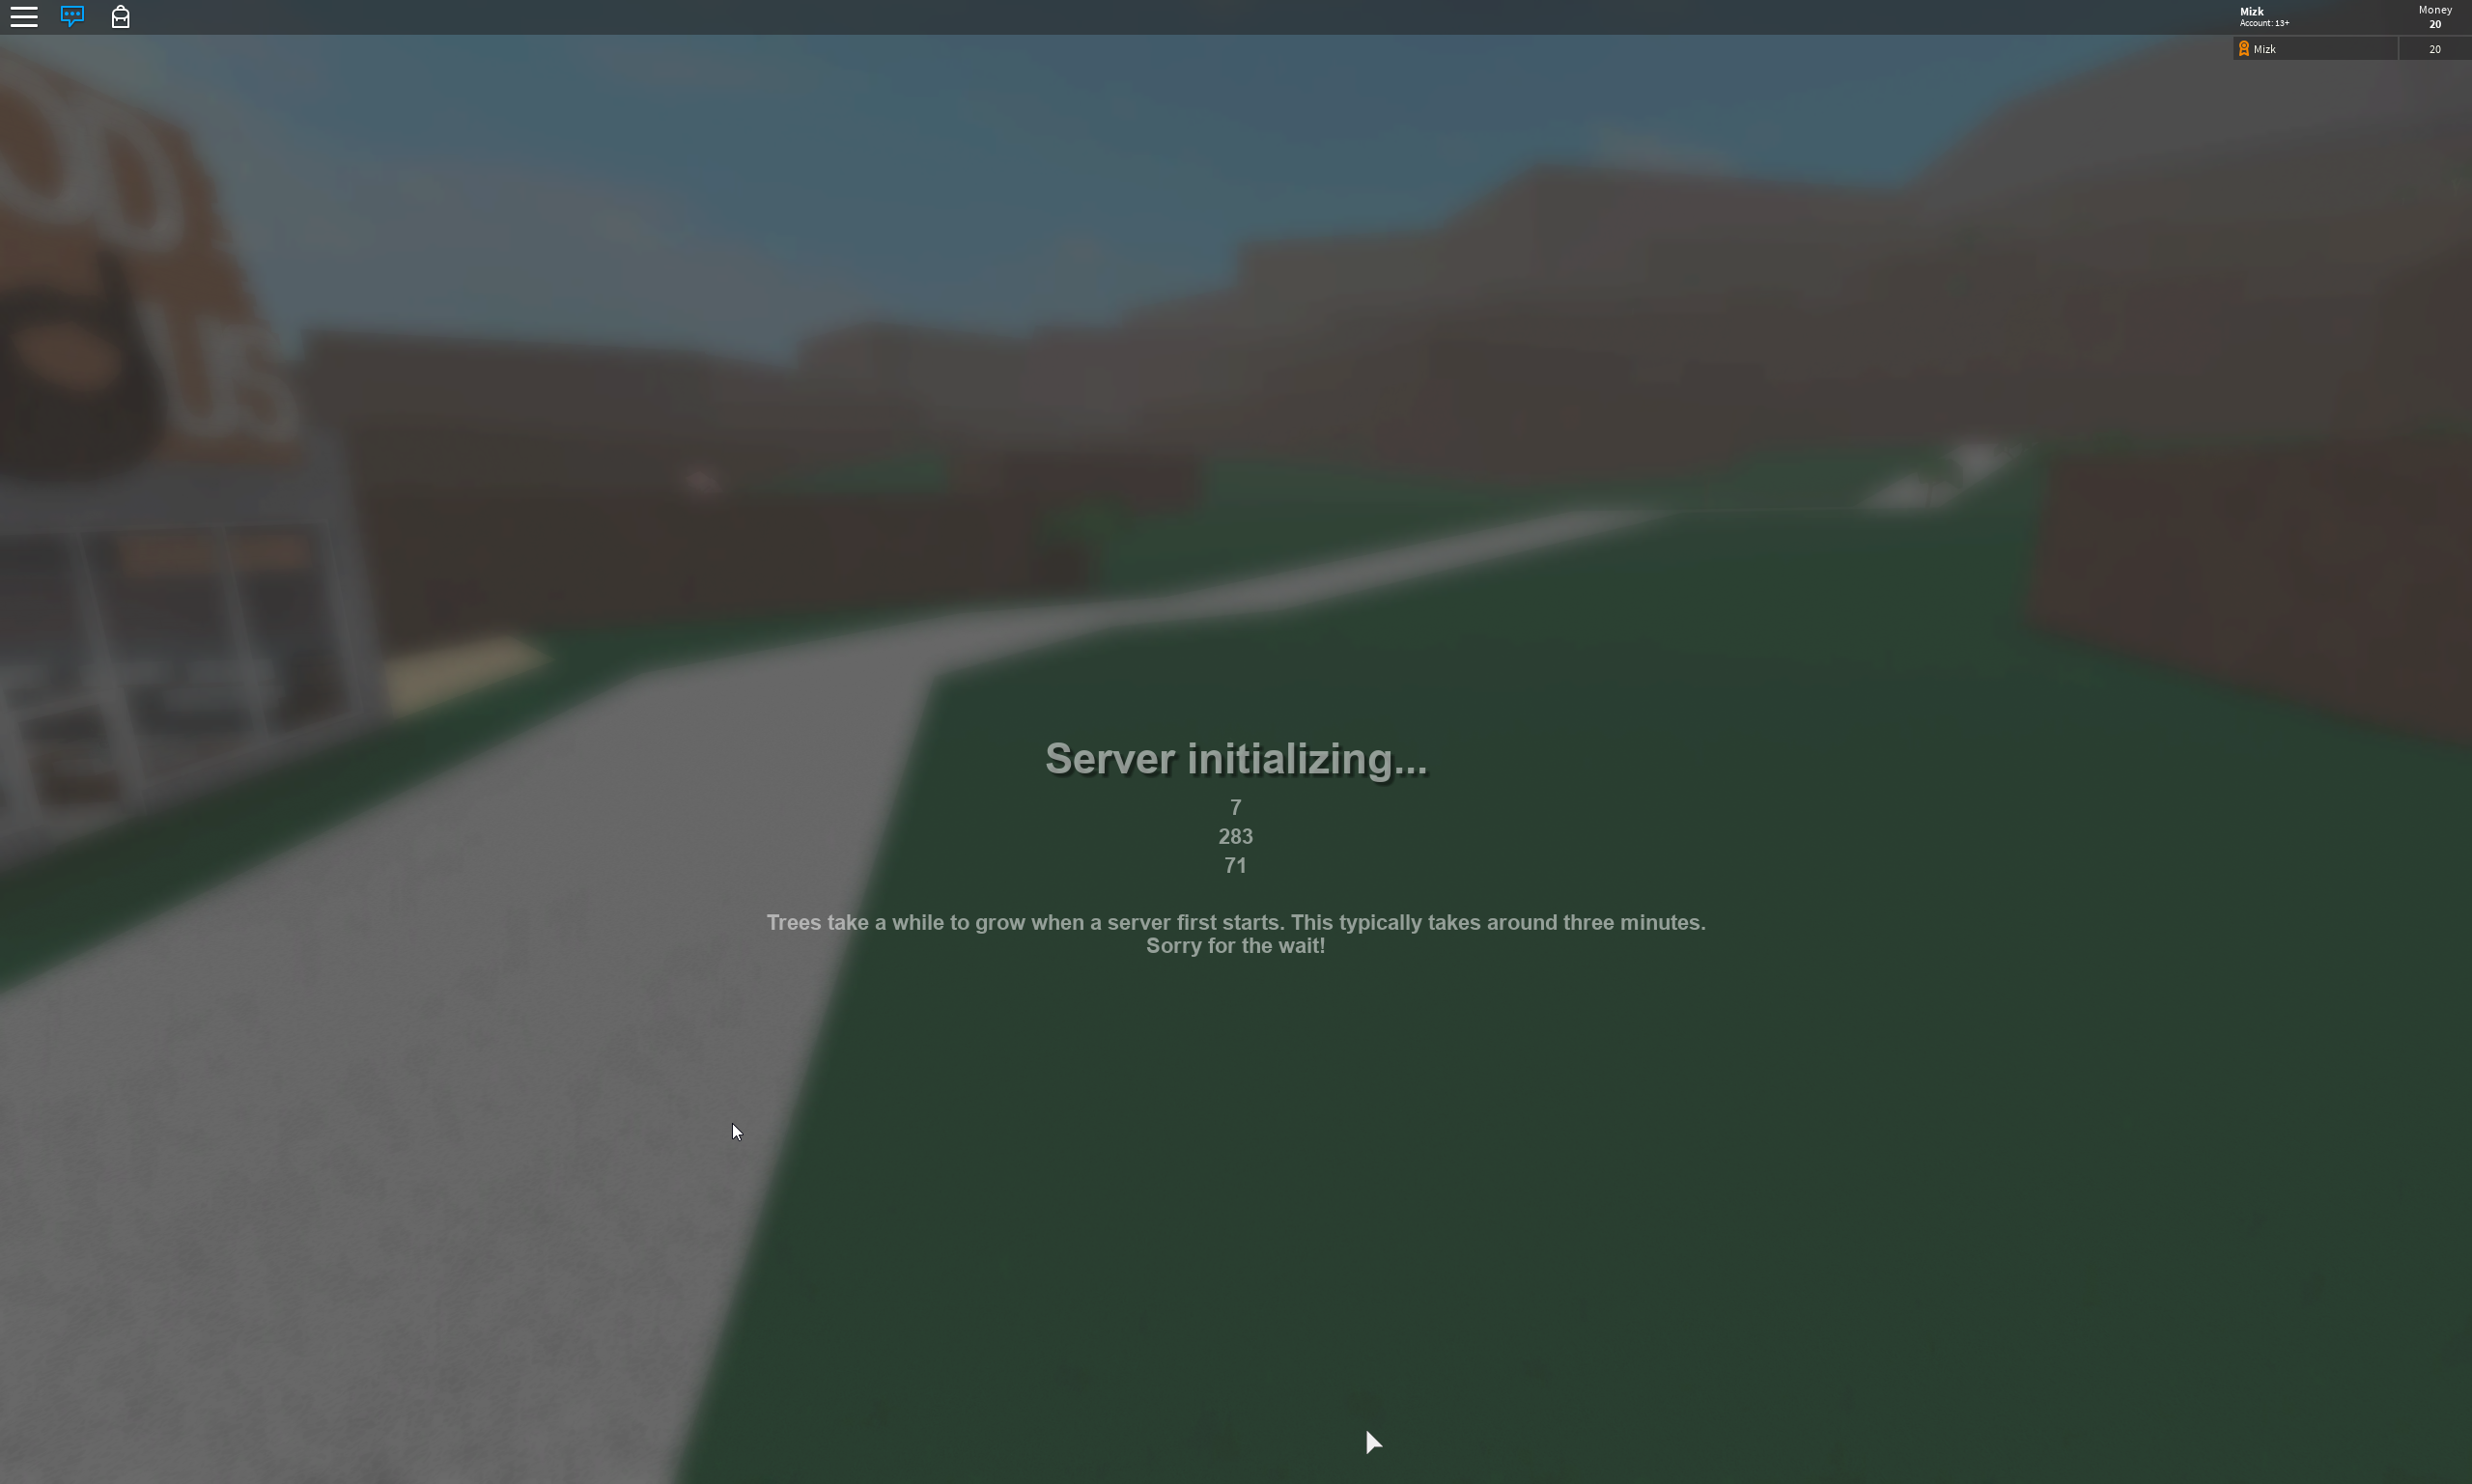 Mizk
Account: 13+
Money
20
Mizk
20
Server initializing...
7
283
71
Trees take a while to grow when a server first starts. This typically takes around three minutes.
Sorry for the wait!